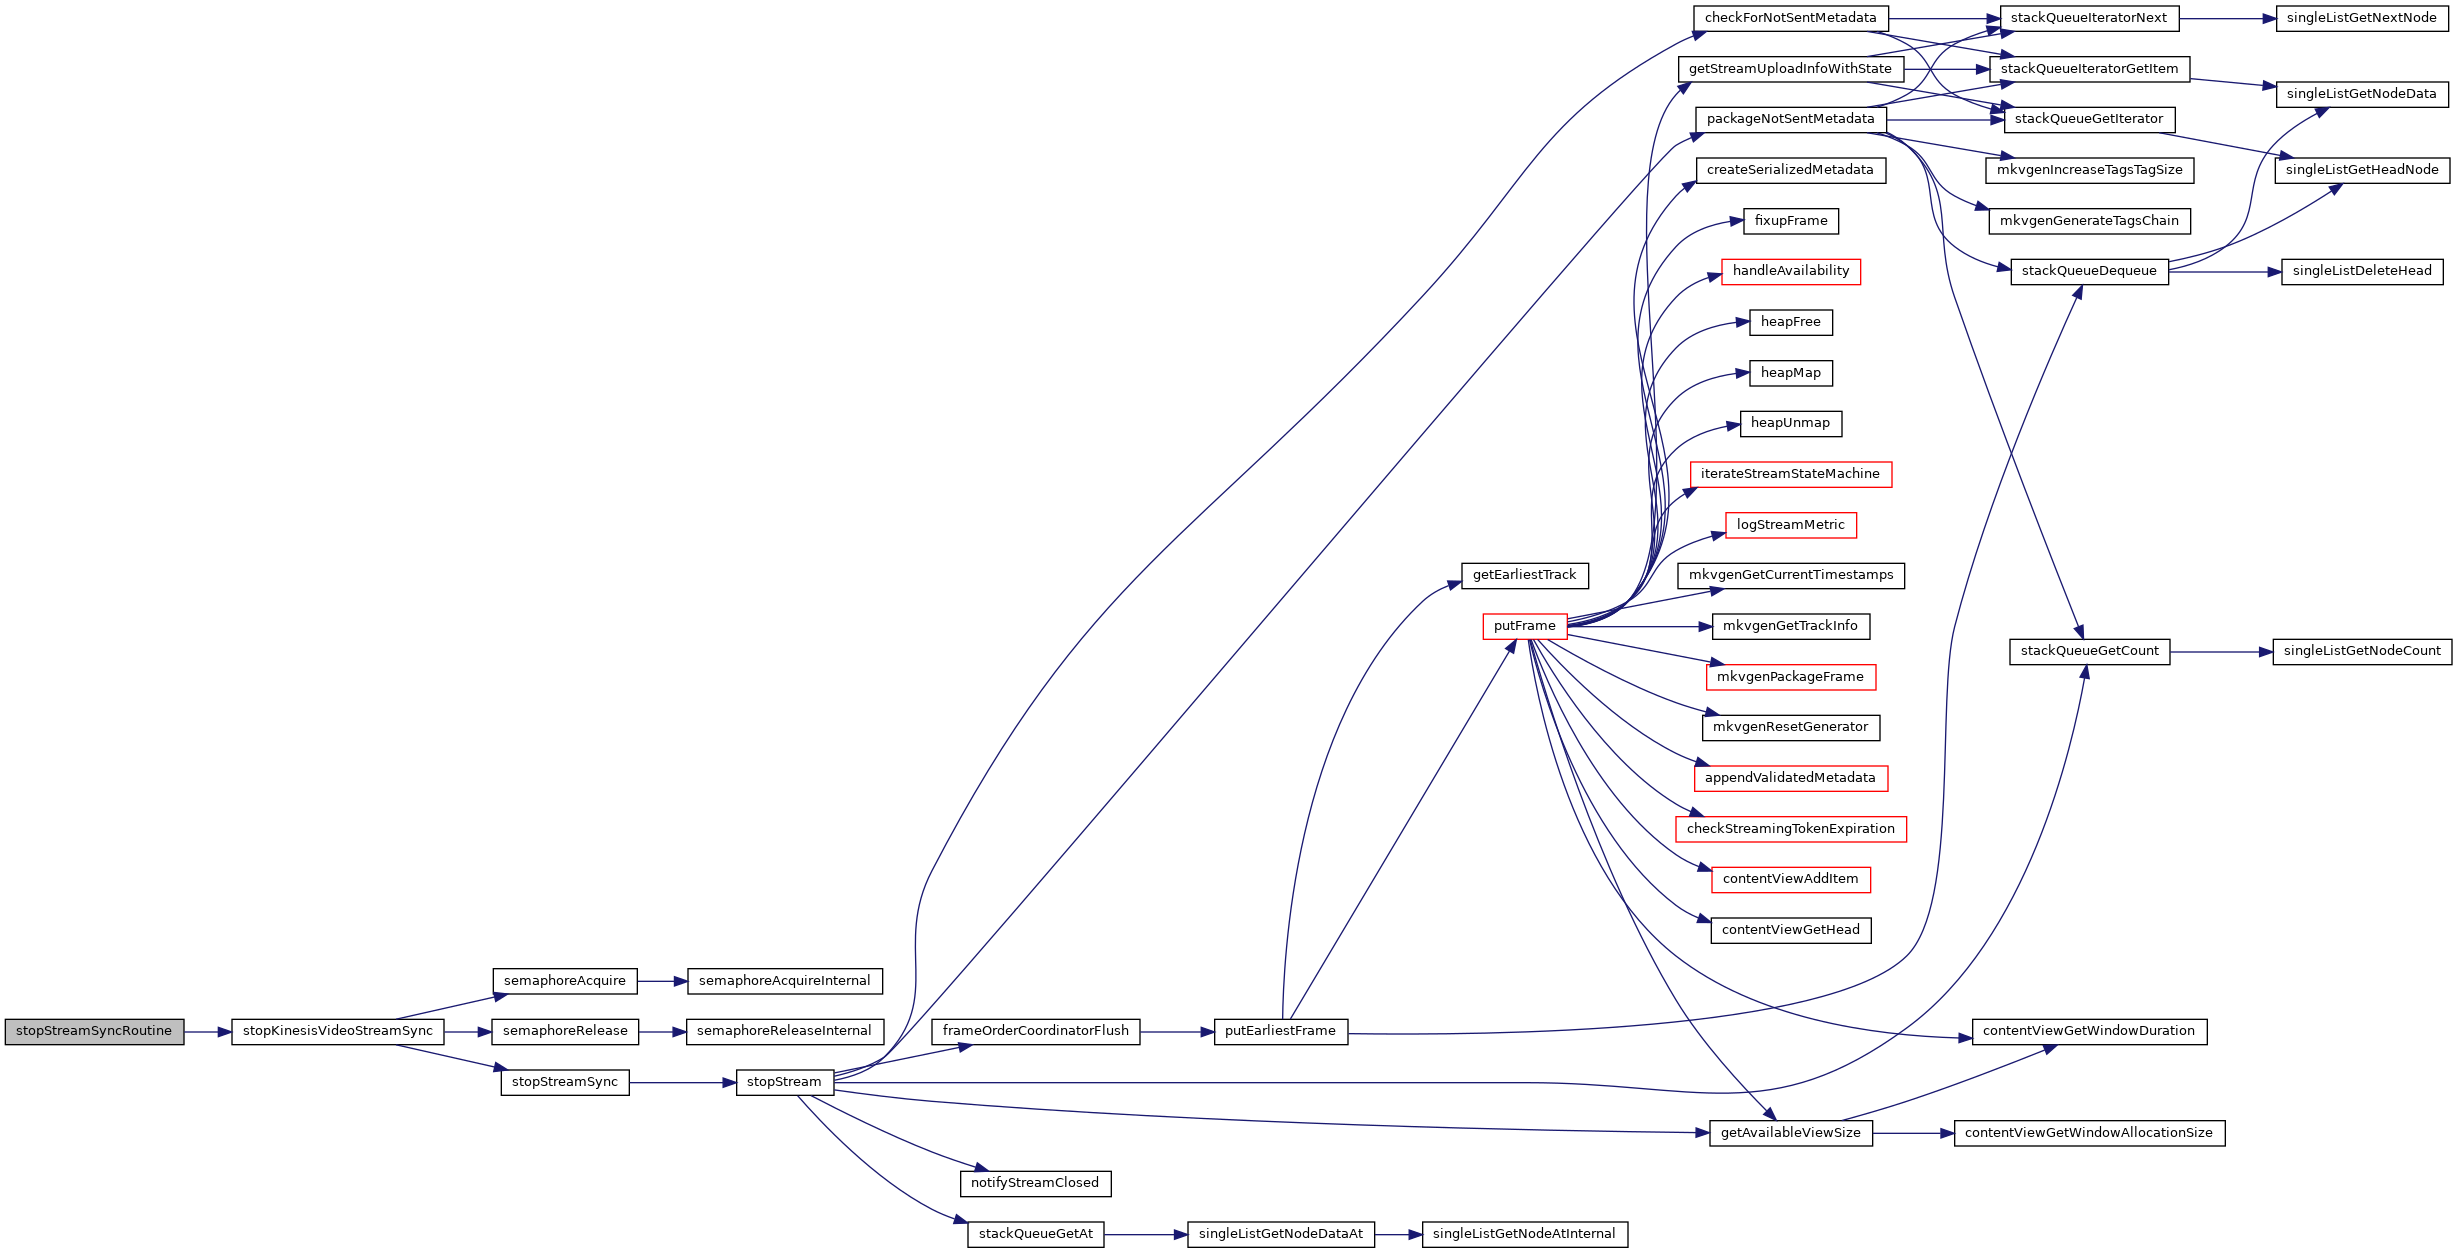 stopStreamSyncRoutine
stopKinesisVideoStreamSync
semaphoreAcquire
semaphoreAcquireInternal
semaphoreRelease
semaphoreReleaseInternal
stopStreamSync
stopStream
checkForNotSentMetadata
stackQueueIteratorNext
singleListGetNextNode
getStreamUploadInfoWithState
stackQueueIteratorGetItem
singleListGetNodeData
packageNotSentMetadata
stackQueueGetIterator
singleListGetHeadNode
createSerializedMetadata
mkvgenIncreaseTagsTagSize
fixupFrame
mkvgenGenerateTagsChain
handleAvailability
stackQueueDequeue
singleListDeleteHead
heapFree
heapMap
heapUnmap
iterateStreamStateMachine
logStreamMetric
getEarliestTrack
mkvgenGetCurrentTimestamps
putFrame
mkvgenGetTrackInfo
stackQueueGetCount
singleListGetNodeCount
mkvgenPackageFrame
mkvgenResetGenerator
appendValidatedMetadata
checkStreamingTokenExpiration
contentViewAddItem
contentViewGetHead
frameOrderCoordinatorFlush
putEarliestFrame
contentViewGetWindowDuration
getAvailableViewSize
contentViewGetWindowAllocationSize
notifyStreamClosed
stackQueueGetAt
singleListGetNodeDataAt
singleListGetNodeAtInternal